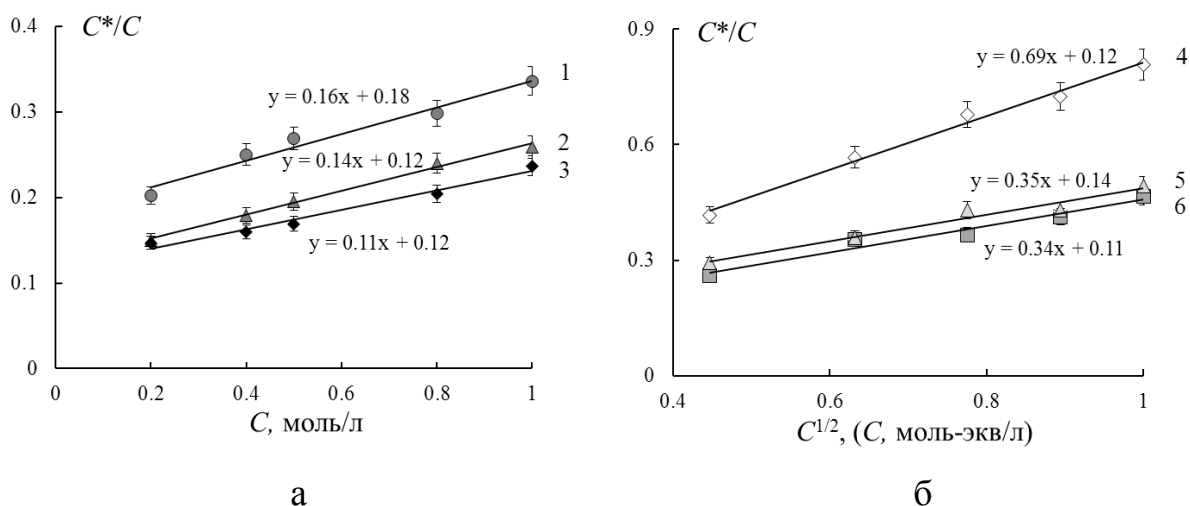 C*/C
0.4
0.3
0.2
0.1
0
0
0.2
0.4
0.6
0.8
1
y = 0.16x + 0.18
y = 0.14x + 0.12
y = 0.11x + 0.12
1
2
3
C, моль/л
а
C*/C
0.9
0.6
0.3
0
0.4
0.6
0.8
1
y = 0.69x + 0.12
y = 0.35x + 0.14
y = 0.34x + 0.11
4
5
6
C^{1/2}, (C, моль-экв/л)
б